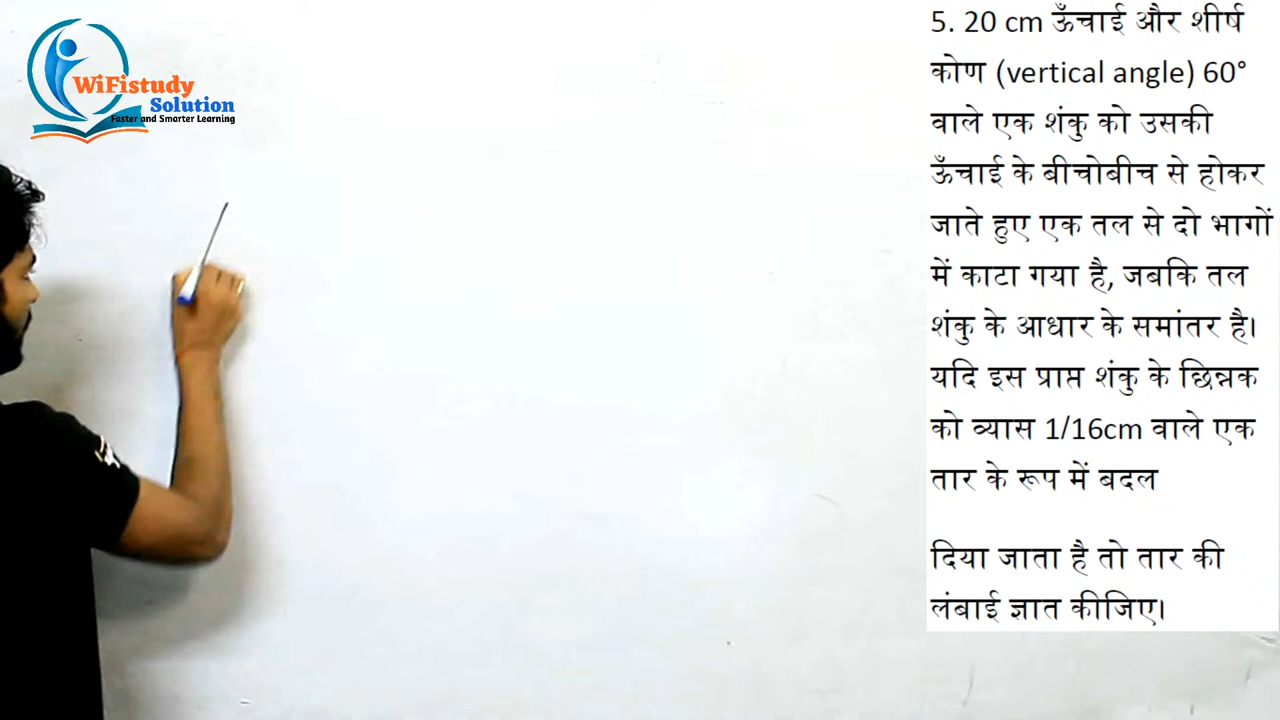 WiFistudy
Solution
Faster and Smarter Learning
5. 20 cm ऊँचाई और शीर्ष
कोण (vertical angle) 60°
वाले एक शंकु को उसकी
ऊँचाई के बीचोबीच से होकर
जाते हुए एक तल से दो भागों
में काटा गया है, जबकि तल
शंकु के आधार के समांतर है।
यदि इस प्राप्त शंकु के छिन्नक
को व्यास 1/16cm वाले एक
तार के रूप में बदल
दिया जाता है तो तार की
लंबाई ज्ञात कीजिए।